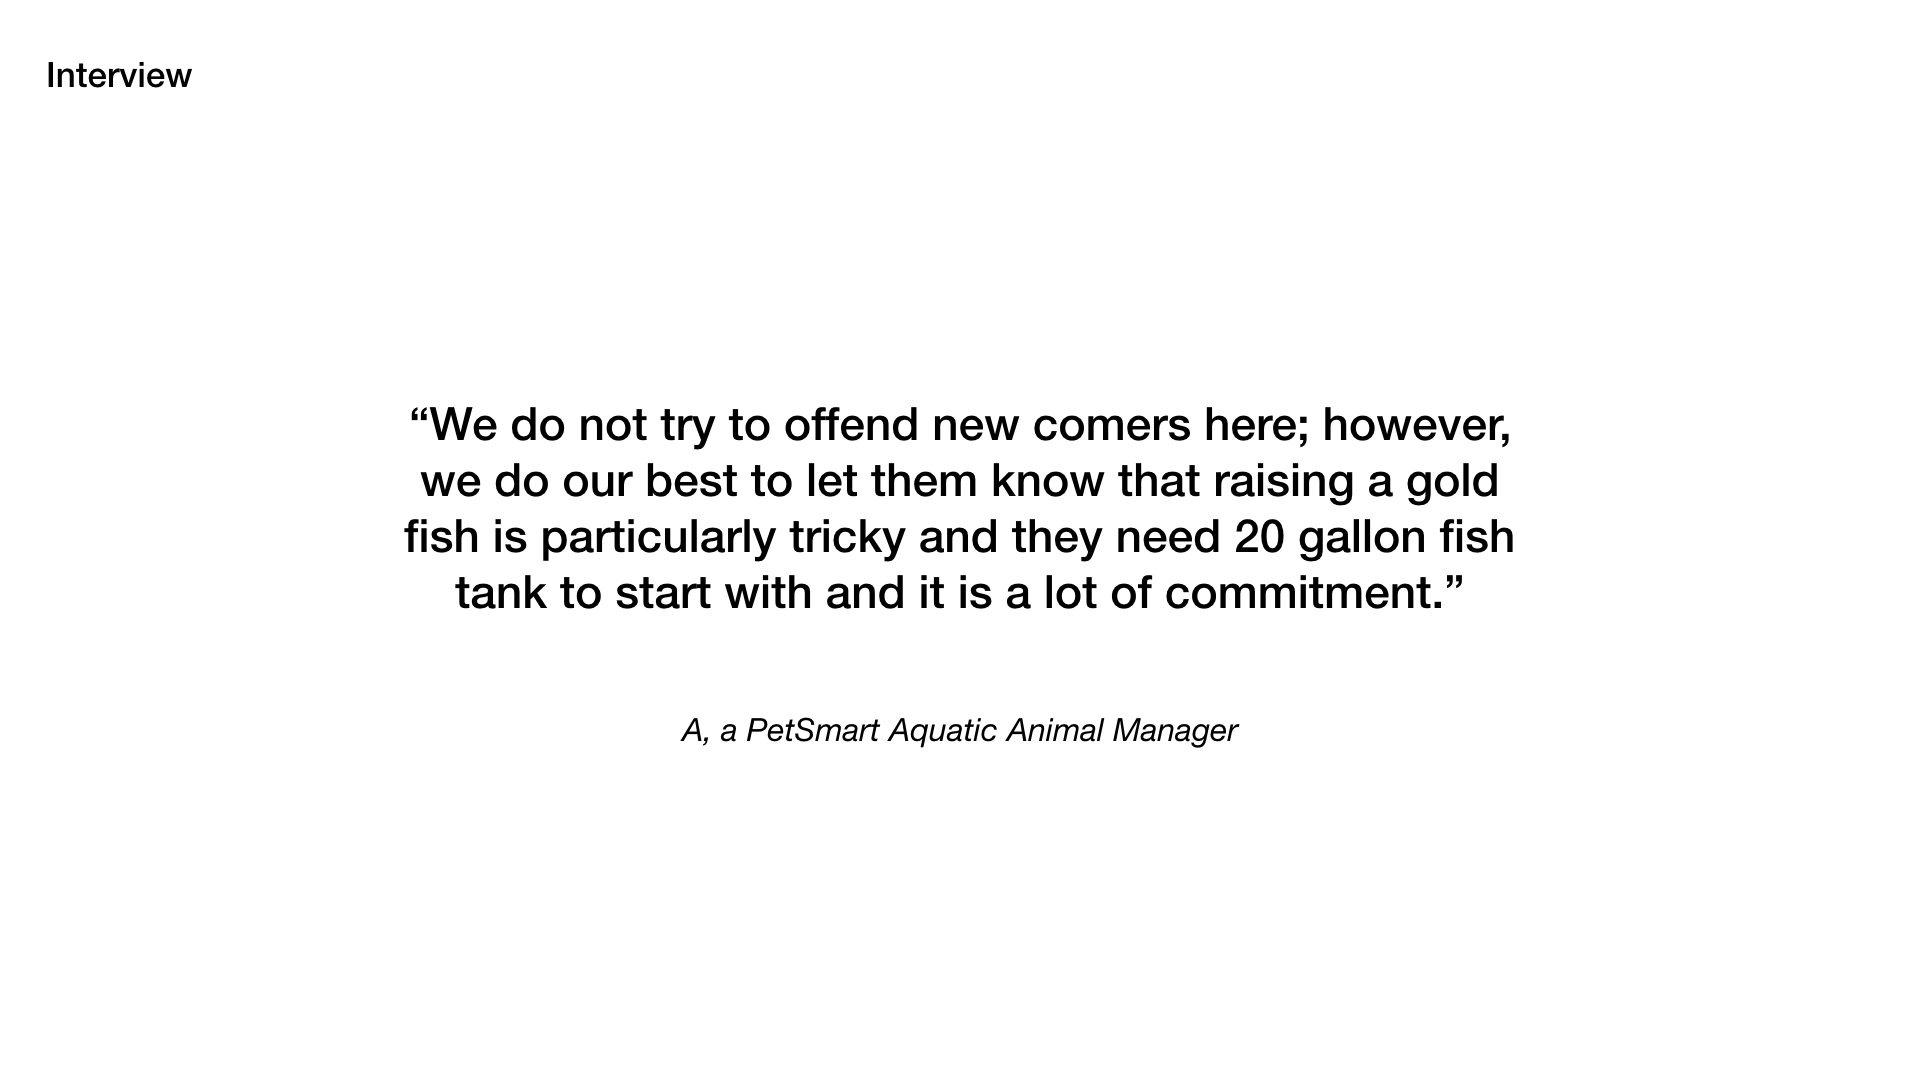 Interview
“We do not try to offend new comers here; however,
we do our best to let them know that raising a gold
fish is particularly tricky and they need 20 gallon fish
tank to start with and it is a lot of commitment.”
A, a PetSmart Aquatic Animal Manager